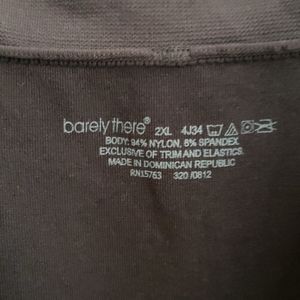 barely there® 2XL 4J34
BODY: 94% NYLON, 6% SPANDEX
EXCLUSIVE OF TRIM AND ELASTICS.
MADE IN DOMINICAN REPUBLIC
RN15763 320 /0812